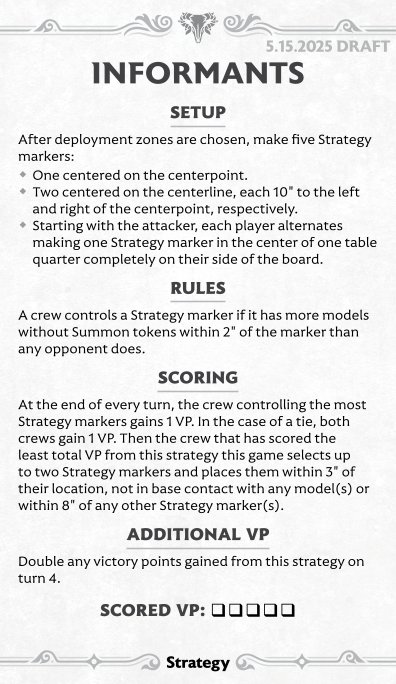 5.15.2025 DRAFT
INFORMANTS
SETUP
After deployment zones are chosen, make five Strategy
markers:
One centered on the centerpoint.
Two centered on the centerline, each 10" to the left
and right of the centerpoint, respectively.
Starting with the attacker, each player alternates
making one Strategy marker in the center of one table
quarter completely on their side of the board.
RULES
A crew controls a Strategy marker if it has more models
without Summon tokens within 2" of the marker than
any opponent does.
SCORING
At the end of every turn, the crew controlling the most
Strategy markers gains 1 VP. In the case of a tie, both
crews gain 1 VP. Then the crew that has scored the
least total VP from this strategy this game selects up
to two Strategy markers and places them within 3" of
their location, not in base contact with any model(s) or
within 8" of any other Strategy marker(s).
ADDITIONAL VP
Double any victory points gained from this strategy on
turn 4.
SCORED VP: ❑❑❑❑❑
Strategy